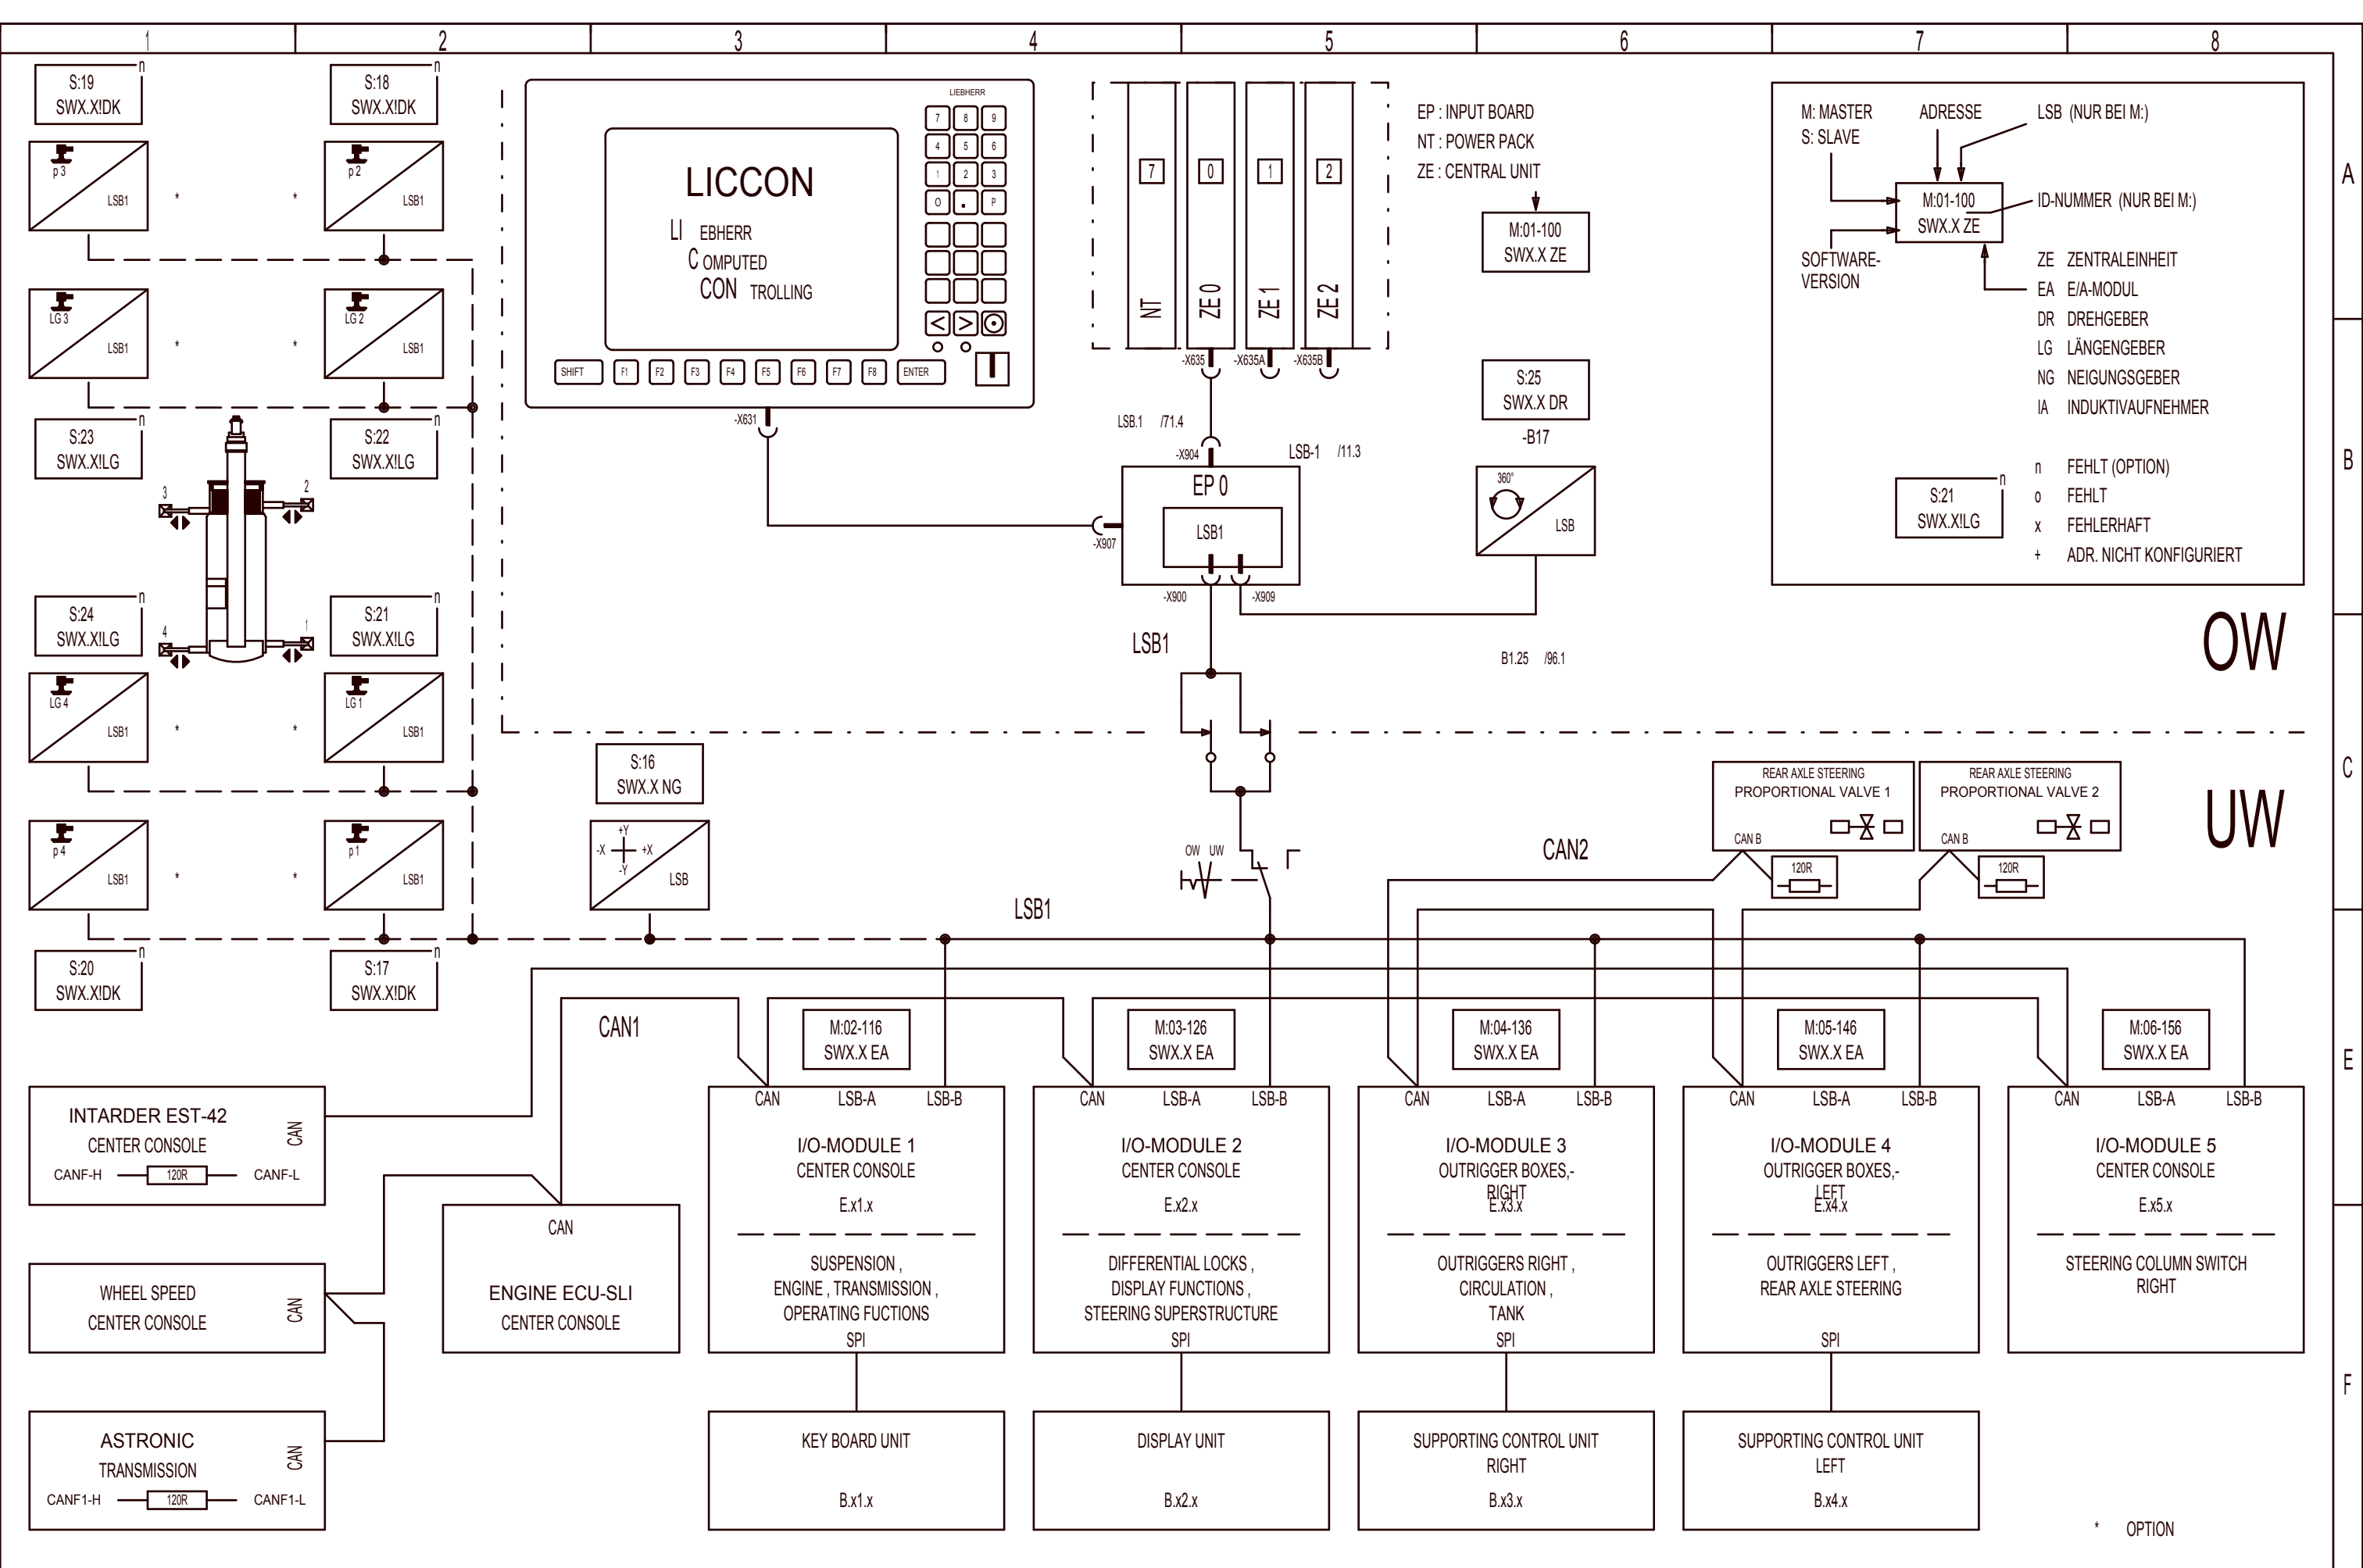 1 2 3 4 5 6 7 8
A
B
C
E
F
S:19 n
SWX.X!DK
S:18 n
SWX.X!DK
p 3
LSB1
*
*
p 2
LSB1
LG 3
LSB1
*
*
LG 2
LSB1
S:23 n
SWX.X!LG
S:22 n
SWX.X!LG
3
2
4
1
S:24 n
SWX.X!LG
S:21 n
SWX.X!LG
LG 4
LSB1
*
*
LG 1
LSB1
p 4
LSB1
*
*
p 1
LSB1
S:20 n
SWX.X!DK
S:17 n
SWX.X!DK
LIEBHERR
LICCON
LI EBHERR
C OMPUTED
CON TROLLING
7 8 9
4 5 6
1 2 3
O . P
< >
SHIFT F1 F2 F3 F4 F5 F6 F7 F8 ENTER
-X631
7 0 1 2
NT ZE 0 ZE 1 ZE 2
-X635 -X635A -X635B
EP : INPUT BOARD
NT : POWER PACK
ZE : CENTRAL UNIT
M:01-100
SWX.X ZE
S:25
SWX.X DR
-B17
360°
LSB
B1.25 /96.1
LSB.1 /71.4
-X904
LSB-1 /11.3
EP 0
LSB1
-X907
-X900
-X909
LSB1
M: MASTER
S: SLAVE
ADRESSE
LSB (NUR BEI M:)
M:01-100
SWX.X ZE
ID-NUMMER (NUR BEI M:)
SOFTWARE-
VERSION
ZE ZENTRALEINHEIT
EA E/A-MODUL
DR DREHGEBER
LG LÄNGENGEBER
NG NEIGUNGSGEBER
IA INDUKTIVAUFNEHMER
S:21 n
SWX.X!LG
n FEHLT (OPTION)
o FEHLT
x FEHLERHAFT
+ ADR. NICHT KONFIGURIERT
OW
UW
S:16
SWX.X NG
+Y
-X +X
-Y
LSB
OW UW
LSB1
CAN2
REAR AXLE STEERING
PROPORTIONAL VALVE 1
CAN B
120R
REAR AXLE STEERING
PROPORTIONAL VALVE 2
CAN B
120R
CAN1
M:02-116
SWX.X EA
M:03-126
SWX.X EA
M:04-136
SWX.X EA
M:05-146
SWX.X EA
M:06-156
SWX.X EA
INTARDER EST-42
CENTER CONSOLE
CAN
CANF-H 120R CANF-L
WHEEL SPEED
CENTER CONSOLE
CAN
ASTRONIC
TRANSMISSION
CAN
CANF1-H 120R CANF1-L
CAN
ENGINE ECU-SLI
CENTER CONSOLE
CAN LSB-A LSB-B
I/O-MODULE 1
CENTER CONSOLE
E.x1.x
SUSPENSION ,
ENGINE , TRANSMISSION ,
OPERATING FUCTIONS
SPI
KEY BOARD UNIT
B.x1.x
CAN LSB-A LSB-B
I/O-MODULE 2
CENTER CONSOLE
E.x2.x
DIFFERENTIAL LOCKS ,
DISPLAY FUNCTIONS ,
STEERING SUPERSTRUCTURE
SPI
DISPLAY UNIT
B.x2.x
CAN LSB-A LSB-B
I/O-MODULE 3
OUTRIGGER BOXES,-
RIGHT
E.x3.x
OUTRIGGERS RIGHT ,
CIRCULATION ,
TANK
SPI
SUPPORTING CONTROL UNIT
RIGHT
B.x3.x
CAN LSB-A LSB-B
I/O-MODULE 4
OUTRIGGER BOXES,-
LEFT
E.x4.x
OUTRIGGERS LEFT ,
REAR AXLE STEERING
SPI
SUPPORTING CONTROL UNIT
LEFT
B.x4.x
CAN LSB-A LSB-B
I/O-MODULE 5
CENTER CONSOLE
E.x5.x
STEERING COLUMN SWITCH
RIGHT
* OPTION